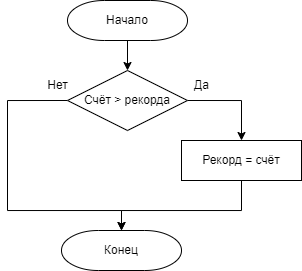 Начало
Нет
Да
Счёт > рекорда
Рекорд = счёт
Конец